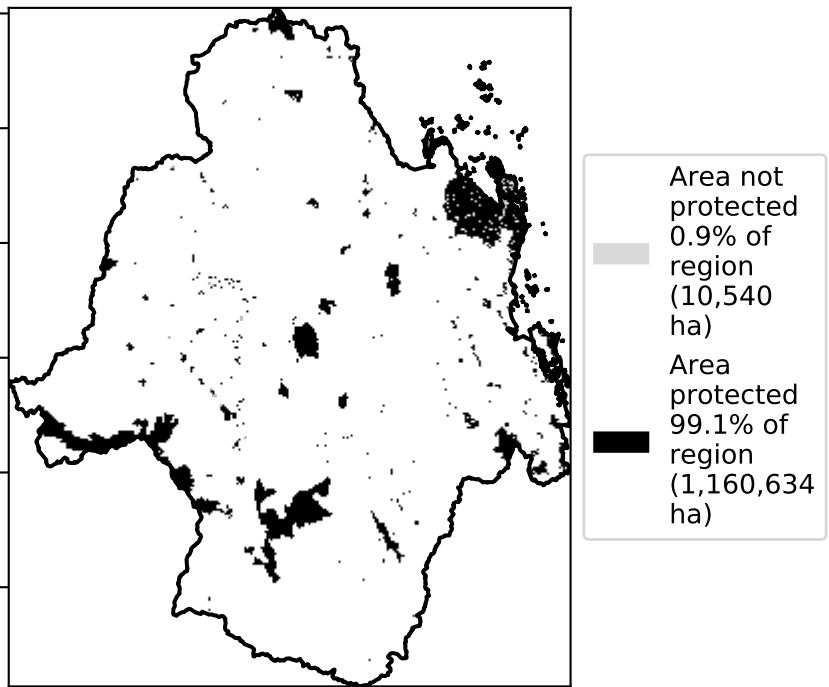 Area not
protected
0.9% of
region
(10,540
ha)
Area
protected
99.1% of
region
(1,160,634
ha)